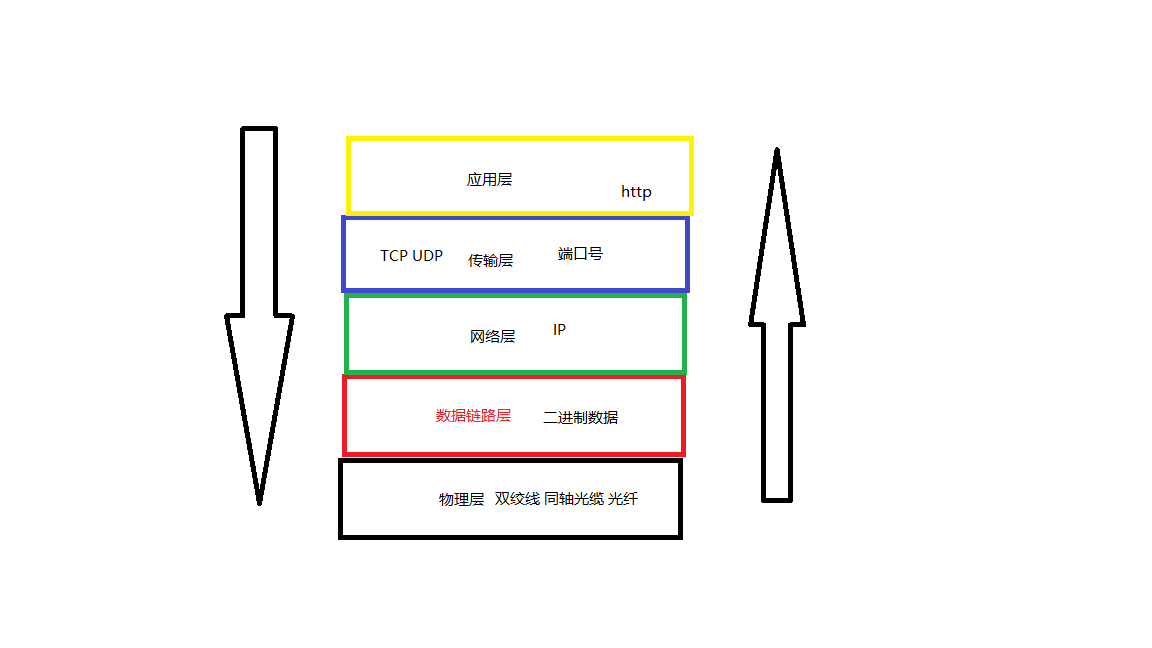 应用层
http
TCP UDP 传输层 端口号
网络层 IP
数据链路层 二进制数据
物理层 双绞线 同轴光缆 光纤